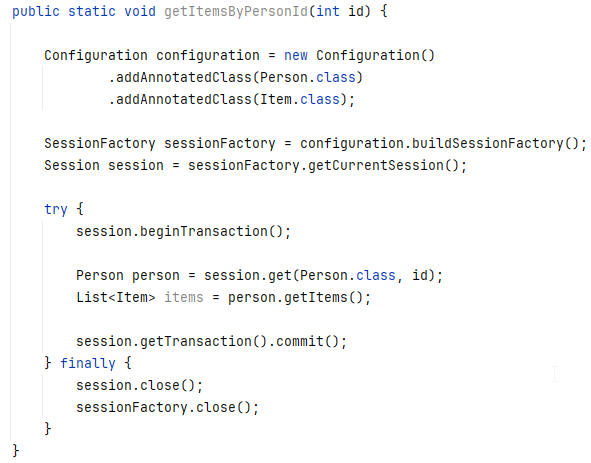 public static void getItemsByPersonId(int id) {
    Configuration configuration = new Configuration()
            .addAnnotatedClass(Person.class)
            .addAnnotatedClass(Item.class);
    SessionFactory sessionFactory = configuration.buildSessionFactory();
    Session session = sessionFactory.getCurrentSession();
    try {
        session.beginTransaction();
        Person person = session.get(Person.class, id);
        List<Item> items = person.getItems();
        session.getTransaction().commit();
    } finally {
        session.close();
        sessionFactory.close();
    }
}